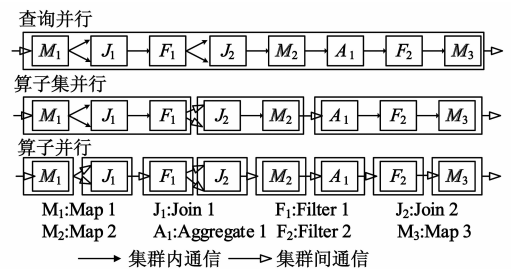 查询并行
M₁ J₁ F₁ J₂ M₂ A₁ F₂ M₃
算子集并行
M₁ J₁ F₁ J₂ M₂ A₁ F₂ M₃
算子并行
M₁ J₁ F₁ J₂ M₂ A₁ F₂ M₃
M₁:Map 1 J₁:Join 1 F₁:Filter 1 J₂:Join 2
M₂:Map 2 A₁:Aggregate 1 F₂:Filter 2 M₃:Map 3
集群内通信 集群间通信